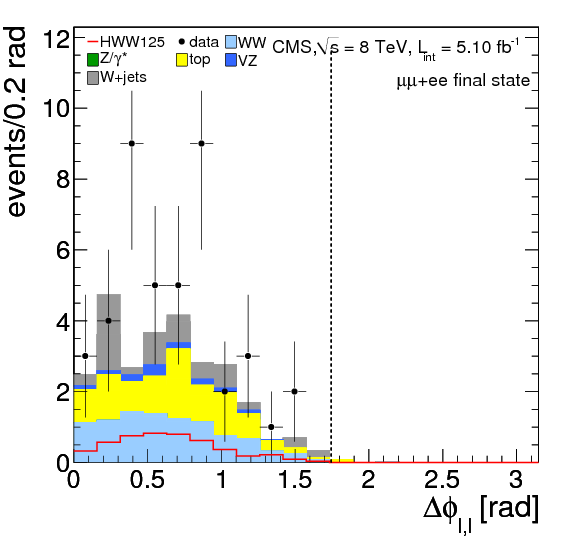 HWW125 data WW CMS,√s = 8 TeV, L_int = 5.10 fb⁻¹
Z/γ* top VZ
W+jets
μμ+ee final state
events/0.2 rad
12
10
8
6
4
2
0
0 0.5 1 1.5 2 2.5 3
Δϕ_l,l [rad]